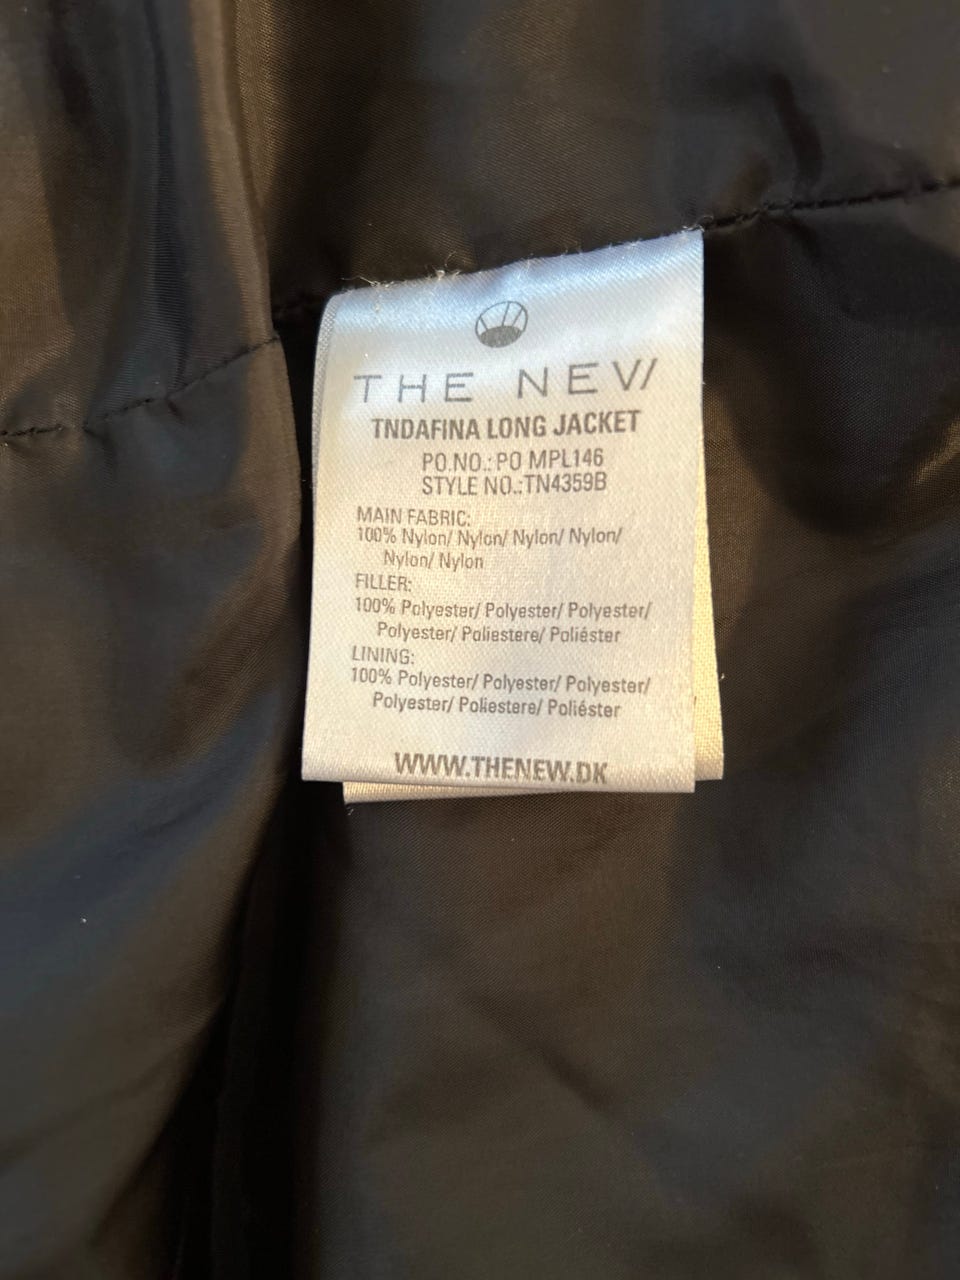 THE NEW
TNDAFINA LONG JACKET
PO.NO.:PO MPL146
STYLE NO.:TN4359B
MAIN FABRIC:
100% Nylon/ Nylon/ Nylon/ Nylon/
Nylon/ Nylon
FILLER:
100% Polyester/ Polyester/ Polyester/
Polyester/ Poliestere/ Poliéster
LINING:
100% Polyester/ Polyester/ Polyester/
Polyester/ Poliestere/ Poliéster
WWW.THENEW.DK